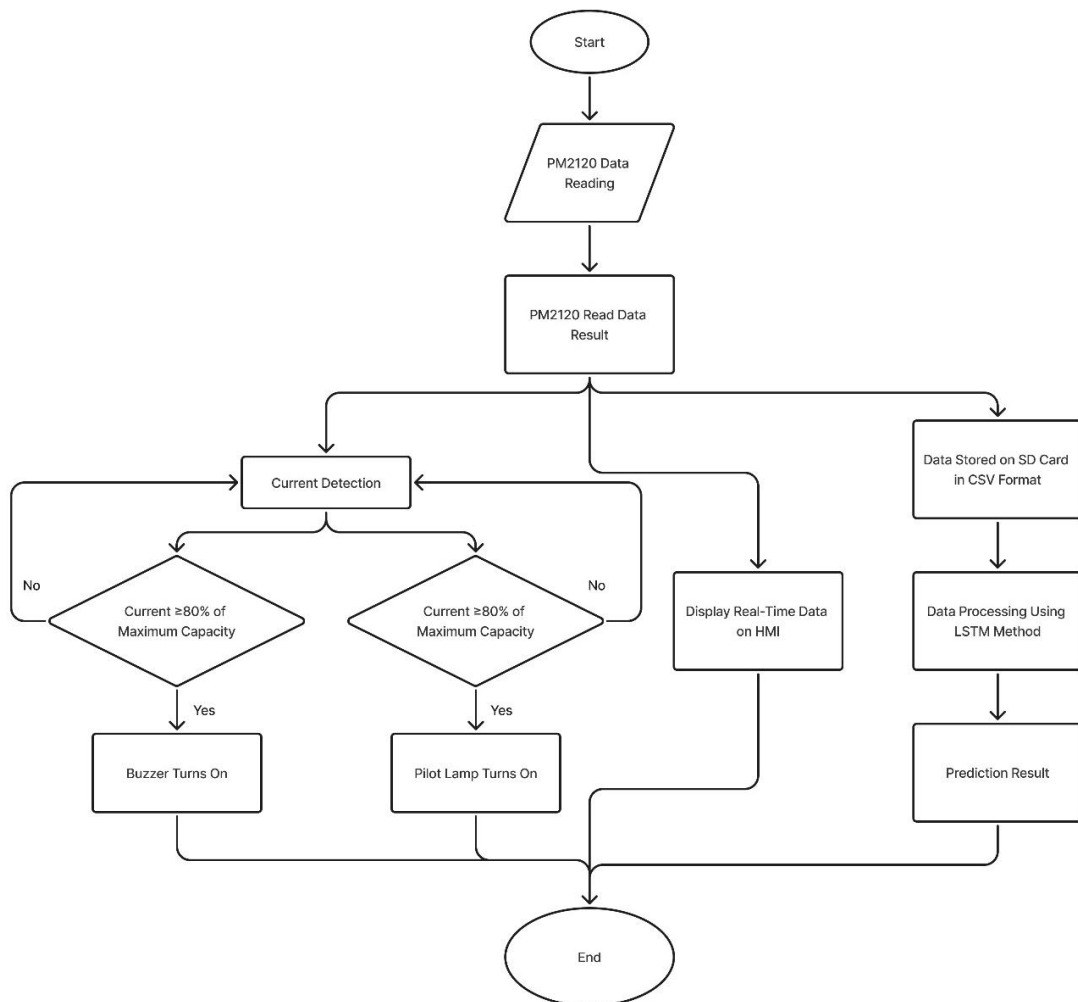 Start
PM2120 Data
Reading
PM2120 Read Data
Result
Current Detection
Data Stored on SD Card
in CSV Format
No
Current ≥80% of
Maximum Capacity
Current ≥80% of
Maximum Capacity
No
Display Real-Time Data
on HMI
Data Processing Using
LSTM Method
Yes
Yes
Buzzer Turns On
Pilot Lamp Turns On
Prediction Result
End